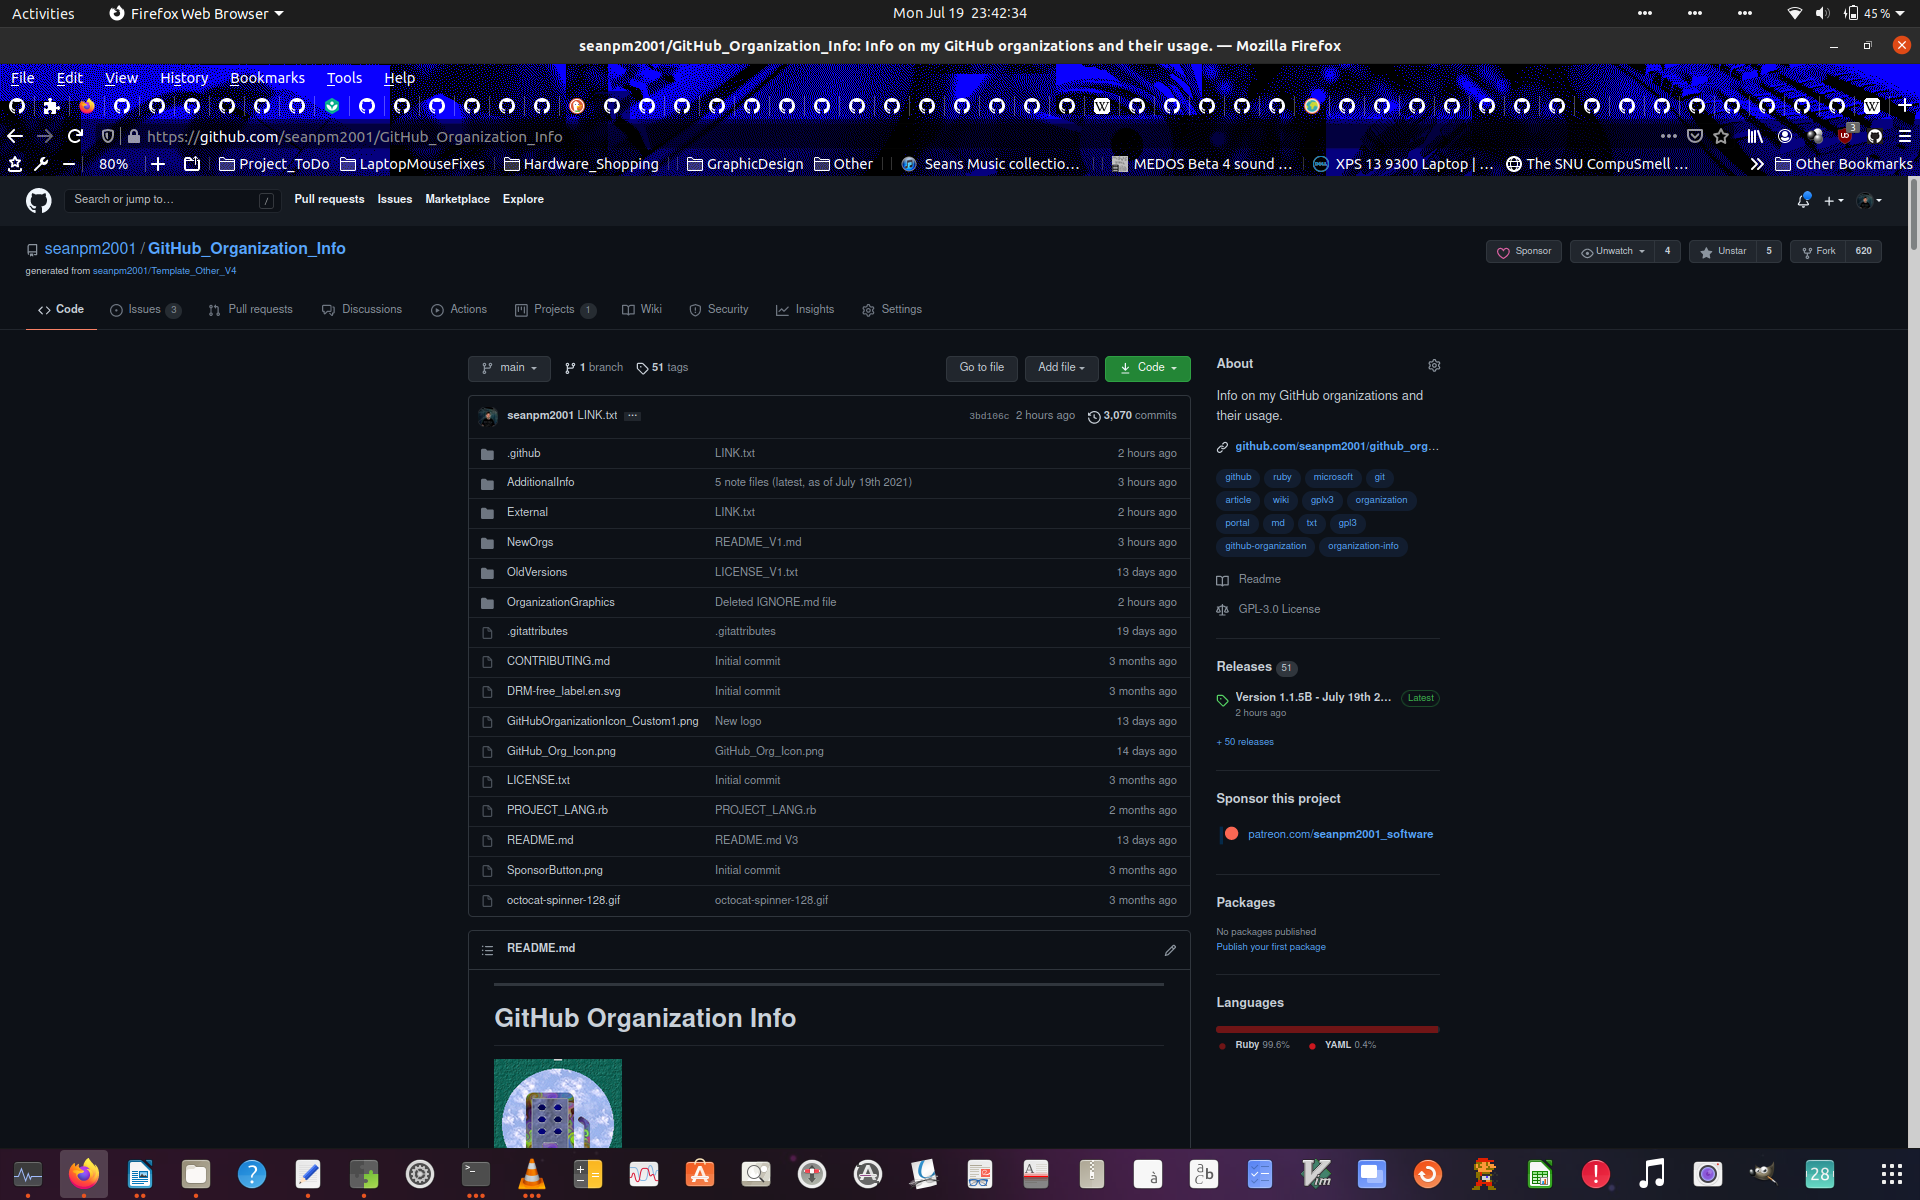 Activities Firefox Web Browser Mon Jul 19 23:42:34 45 %
seanpm2001/GitHub_Organization_Info: Info on my GitHub organizations and their usage. — Mozilla Firefox
File Edit View History Bookmarks Tools Help
https://github.com/seanpm2001/GitHub_Organization_Info 3
80% Project_ToDo LaptopMouseFixes Hardware_Shopping GraphicDesign Other Seans Music collectio… MEDOS Beta 4 sound … XPS 13 9300 Laptop | … The SNU CompuSmell … Other Bookmarks
Search or jump to… / Pull requests Issues Marketplace Explore
seanpm2001 / GitHub_Organization_Info Sponsor Unwatch 4 Unstar 5 Fork 620
generated from seanpm2001/Template_Other_V4
Code Issues 3 Pull requests Discussions Actions Projects 1 Wiki Security Insights Settings
main 1 branch 51 tags Go to file Add file Code
seanpm2001 LINK.txt ... 3bd106c 2 hours ago 3,070 commits
.github LINK.txt 2 hours ago
AdditionalInfo 5 note files (latest, as of July 19th 2021) 3 hours ago
External LINK.txt 2 hours ago
NewOrgs README_V1.md 3 hours ago
OldVersions LICENSE_V1.txt 13 days ago
OrganizationGraphics Deleted IGNORE.md file 2 hours ago
.gitattributes .gitattributes 19 days ago
CONTRIBUTING.md Initial commit 3 months ago
DRM-free_label.en.svg Initial commit 3 months ago
GitHubOrganizationIcon_Custom1.png New logo 13 days ago
GitHub_Org_Icon.png GitHub_Org_Icon.png 14 days ago
LICENSE.txt Initial commit 3 months ago
PROJECT_LANG.rb PROJECT_LANG.rb 2 months ago
README.md README.md V3 13 days ago
SponsorButton.png Initial commit 3 months ago
octocat-spinner-128.gif octocat-spinner-128.gif 3 months ago
README.md
GitHub Organization Info
About
Info on my GitHub organizations and
their usage.
github.com/seanpm2001/github_org…
github ruby microsoft git
article wiki gplv3 organization
portal md txt gpl3
github-organization organization-info
Readme
GPL-3.0 License
Releases 51
Version 1.1.5B - July 19th 2… Latest
2 hours ago
+ 50 releases
Sponsor this project
patreon.com/seanpm2001_software
Packages
No packages published
Publish your first package
Languages
Ruby 99.6% YAML 0.4%
28